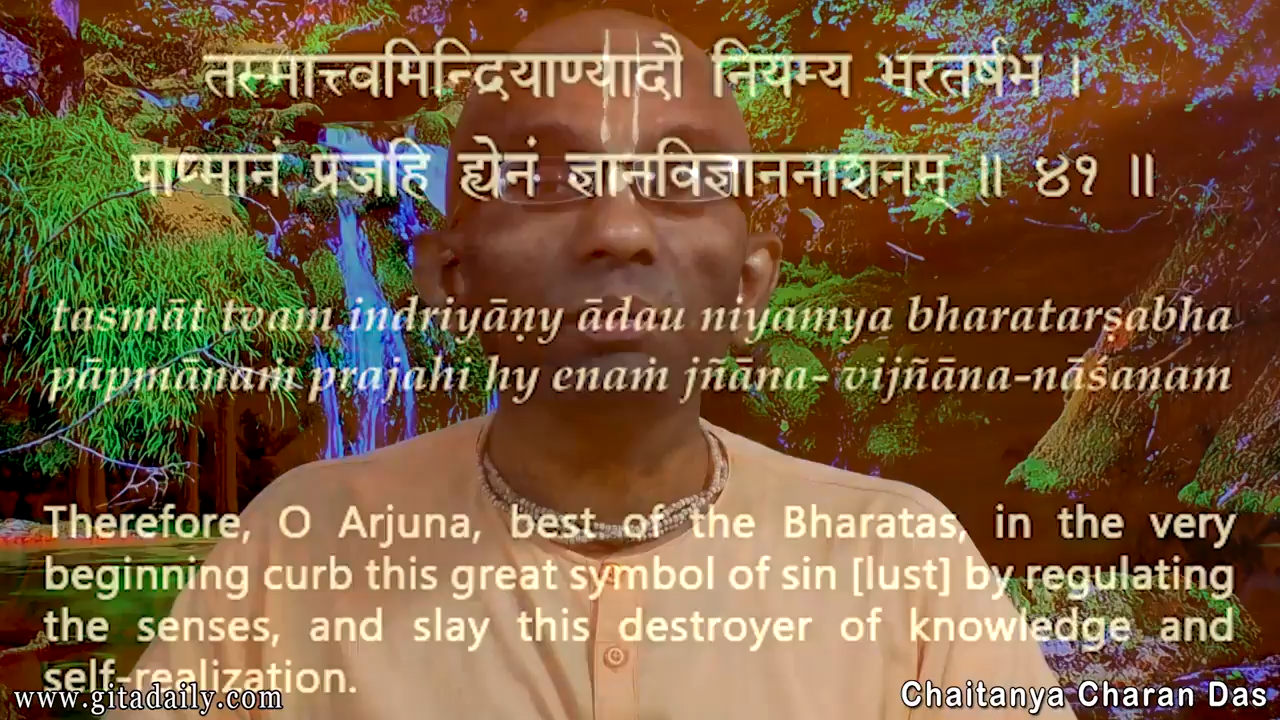 तस्मात्त्वमिन्द्रियाण्यादौ नियम्य भरतर्षभ ।
पाप्मानं प्रजहि ह्येनं ज्ञानविज्ञाननाशनम् ॥ ४१ ॥
tasmāt tvam indriyāṇy ādau niyamya bharatarṣabha
pāpmānaṁ prajahi hy enaṁ jñāna- vijñāna-nāśanam
Therefore, O Arjuna, best of the Bharatas, in the very
beginning curb this great symbol of sin [lust] by regulating
the senses, and slay this destroyer of knowledge and
self-realization.
www.gitadaily.com
Chaitanya Charan Das